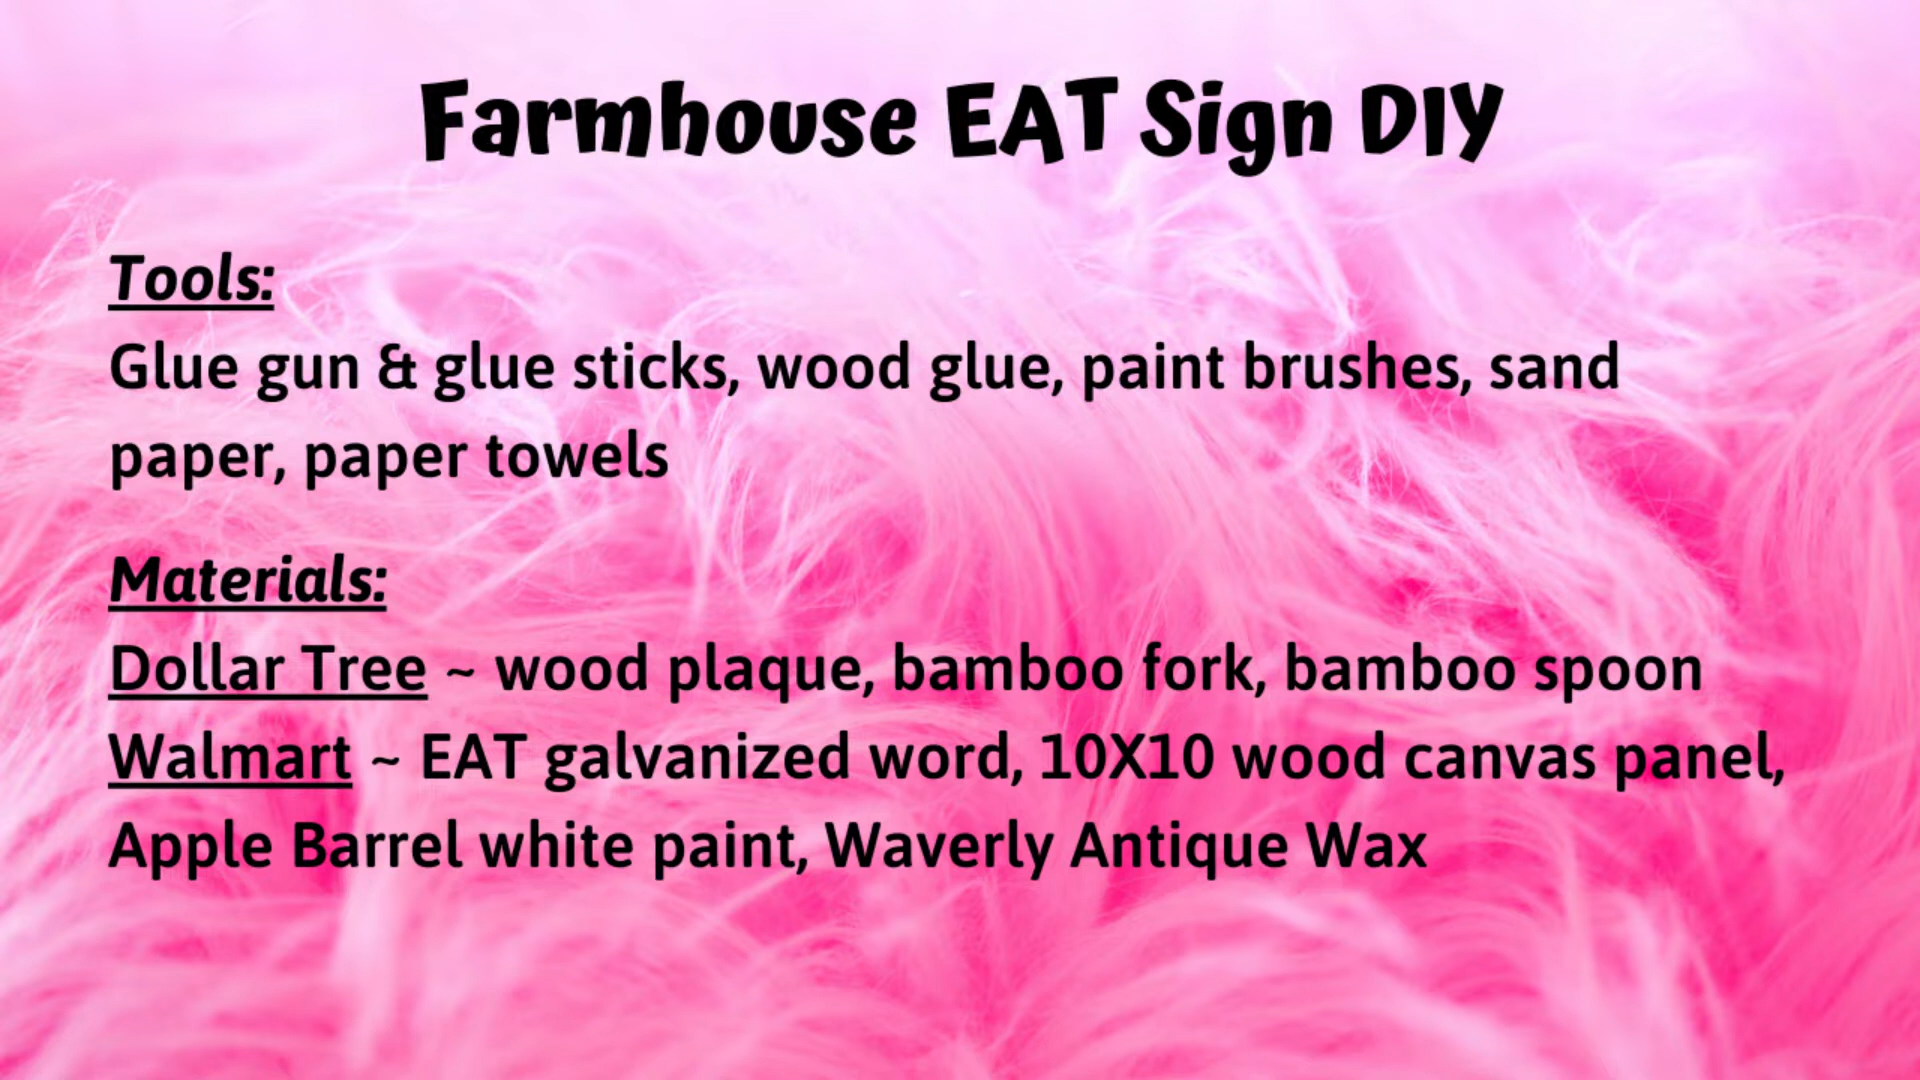 Farmhouse EAT Sign DIY
Tools:
Glue gun & glue sticks, wood glue, paint brushes, sand
paper, paper towels
Materials:
Dollar Tree ~ wood plaque, bamboo fork, bamboo spoon
Walmart ~ EAT galvanized word, 10X10 wood canvas panel,
Apple Barrel white paint, Waverly Antique Wax